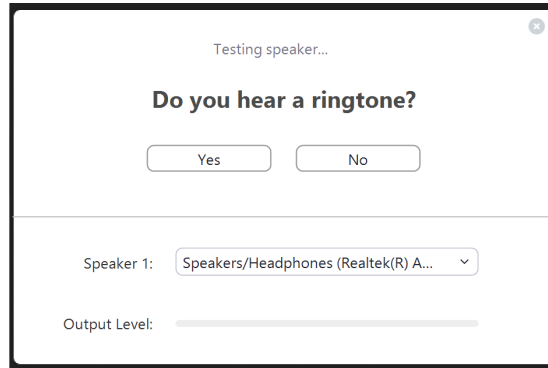 Testing speaker...
Do you hear a ringtone?
Yes
No
Speaker 1:
Speakers/Headphones (Realtek(R) A...
Output Level: